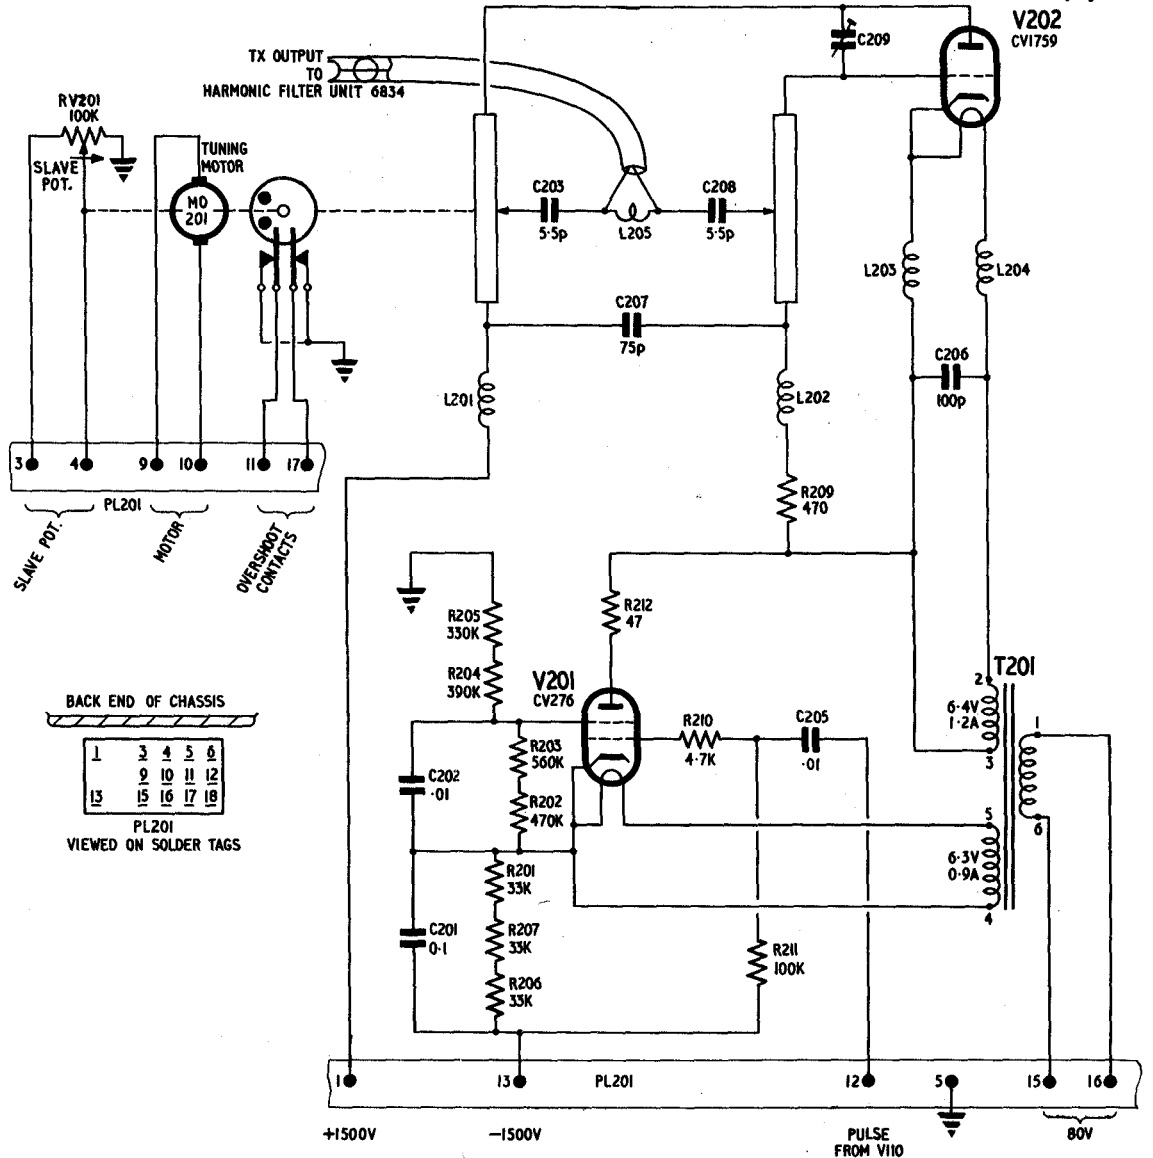 V202
CV1759
C209
TX OUTPUT
TO
HARMONIC FILTER UNIT 6834
RV201
100K
SLAVE
POT.
TUNING
MOTOR
MO
201
C203
5·5p
L205
C208
5·5p
L203
L204
C207
75p
C206
100p
L201
L202
3
4
9
10
11
17
PL201
SLAVE POT.
MOTOR
OVERSHOOT
CONTACTS
R209
470
R205
330K
R212
47
R204
390K
V201
CV276
T201
2
6·4V
1·2A
3
1
6
BACK END OF CHASSIS
1 3 4 5 6
9 10 11 12
13 15 16 17 18
PL201
VIEWED ON SOLDER TAGS
R203
560K
R210
4·7K
C205
·01
C202
·01
R202
470K
5
6·3V
0·9A
4
R201
33K
C201
0·1
R207
33K
R211
100K
R206
33K
1
13
PL201
12
5
15
16
+1500V
−1500V
PULSE
FROM V110
80V